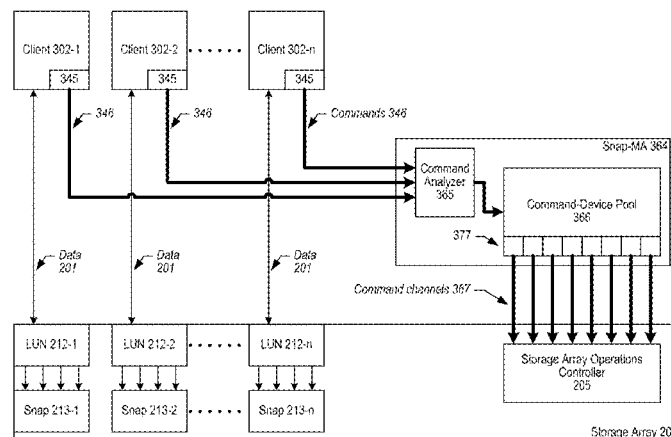 Client 302-1
345
Client 302-2
345
Client 302-n
345
346
346
Commands 346
Snap-MA 364
Command
Analyzer
365
Command-Device Pool
366
377
Data
201
Data
201
Data
201
Command channels 367
LUN 212-1
LUN 212-2
LUN 212-n
Storage Array Operations
Controller
205
Snap 213-1
Snap 213-2
Snap 213-n
Storage Array